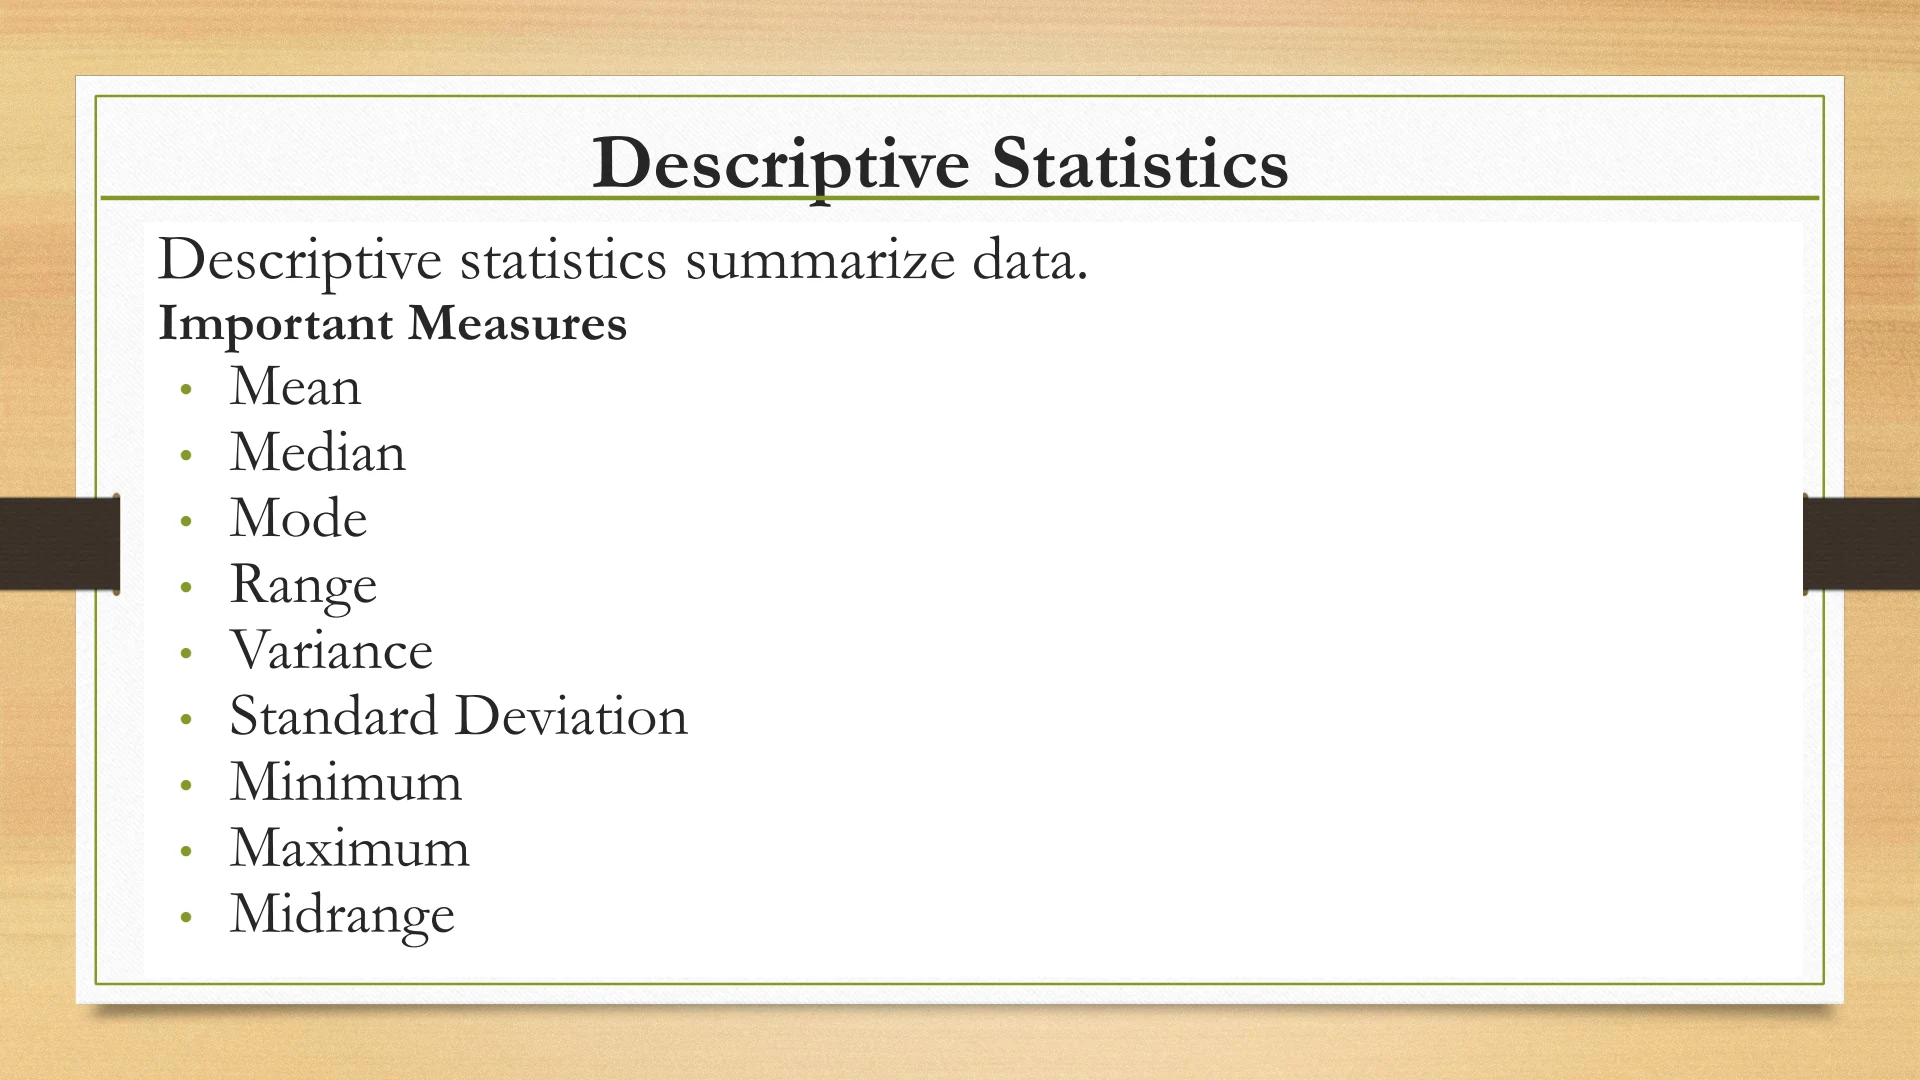 Descriptive Statistics
Descriptive statistics summarize data.
Important Measures
• Mean
• Median
• Mode
• Range
• Variance
• Standard Deviation
• Minimum
• Maximum
• Midrange